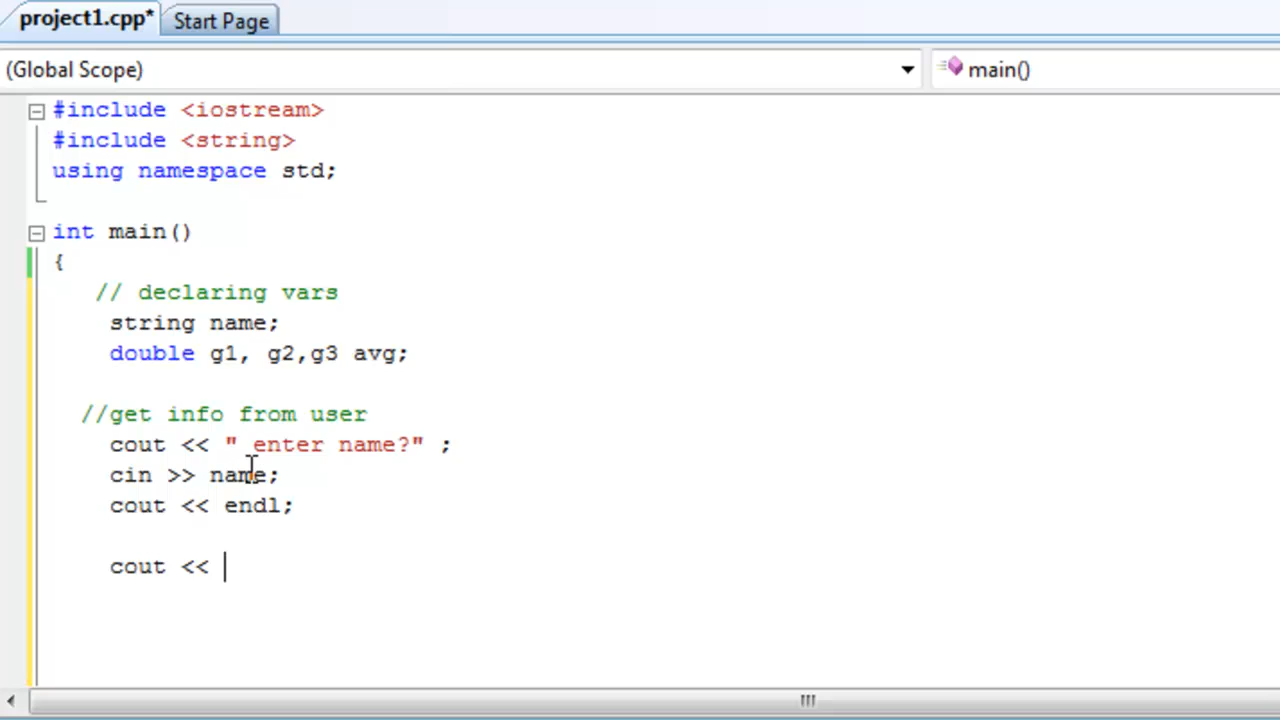 project1.cpp* Start Page
(Global Scope) main()
#include <iostream>
#include <string>
using namespace std;
int main()
{
// declaring vars
string name;
double g1, g2,g3 avg;
//get info from user
cout << " enter name?" ;
cin >> name;
cout << endl;
cout <<